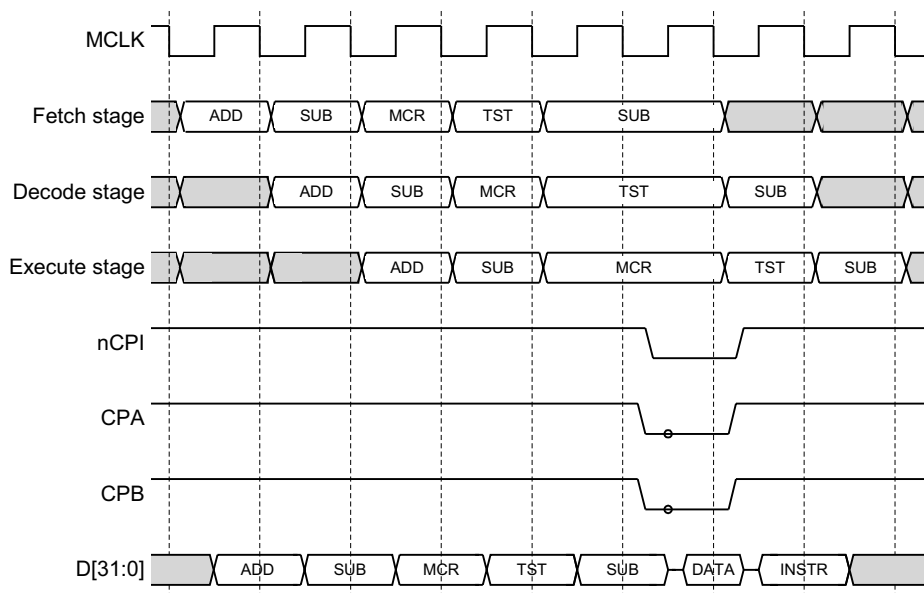 MCLK
Fetch stage ADD SUB MCR TST SUB
Decode stage ADD SUB MCR TST SUB
Execute stage ADD SUB MCR TST SUB
nCPI
CPA
CPB
D[31:0] ADD SUB MCR TST SUB DATA INSTR